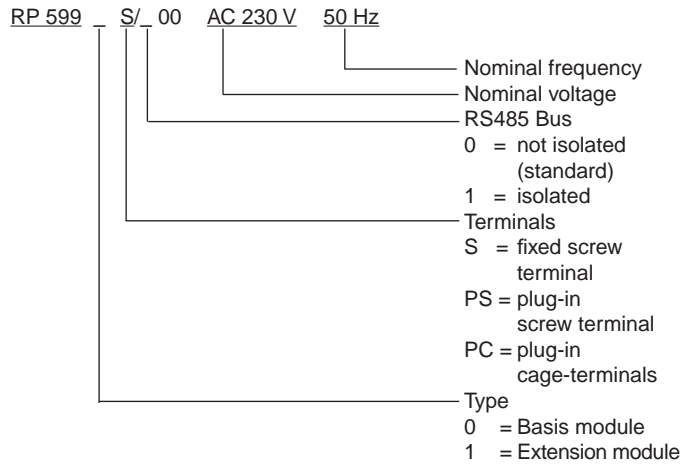 RP 599 _ S/_ 00 AC 230 V 50 Hz
Nominal frequency
Nominal voltage
RS485 Bus
0 = not isolated
(standard)
1 = isolated
Terminals
S = fixed screw
terminal
PS = plug-in
screw terminal
PC = plug-in
cage-terminals
Type
0 = Basis module
1 = Extension module